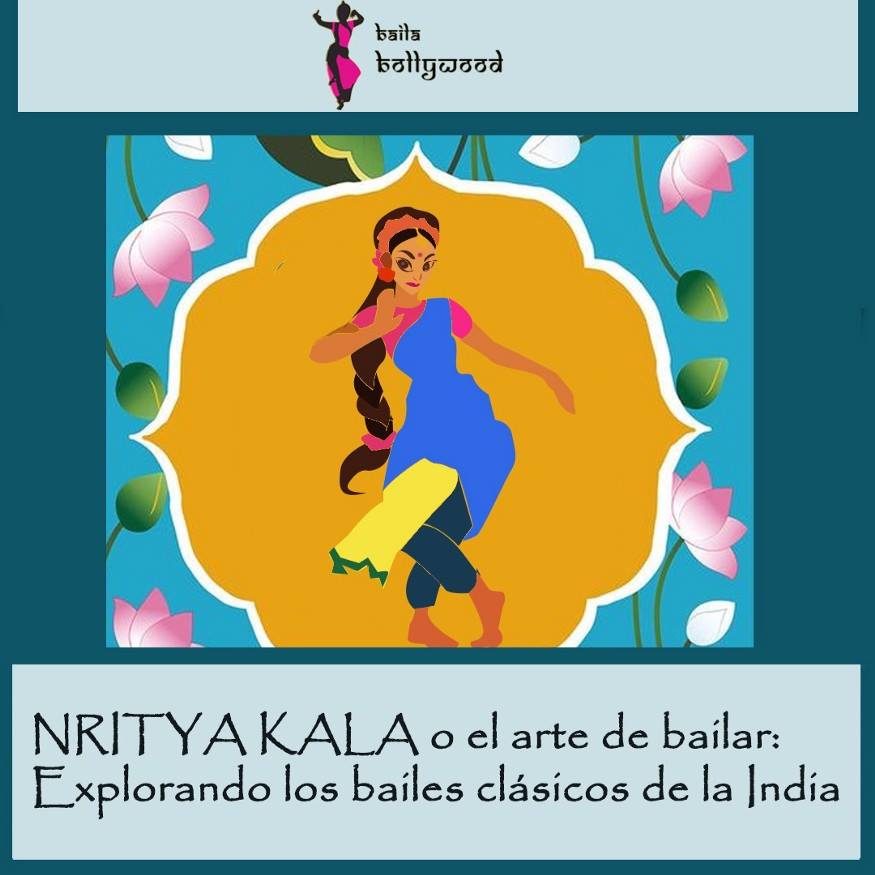 baila
bollywood
NRITYA KALA o el arte de bailar:
Explorando los bailes clásicos de la India